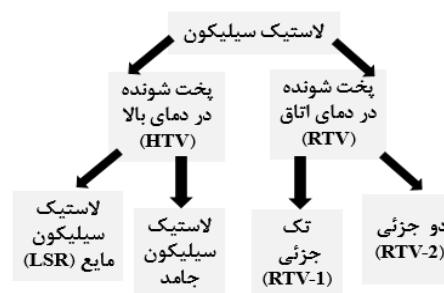 لاستیک سیلیکون
پخت شونده
در دمای اتاق
(RTV)
پخت شونده
در دمای بالا
(HTV)
دو جزئی
(RTV-2)
تک
جزئی
(RTV-1)
لاستیک
سیلیکون
جامد
لاستیک
سیلیکون
مایع (LSR)